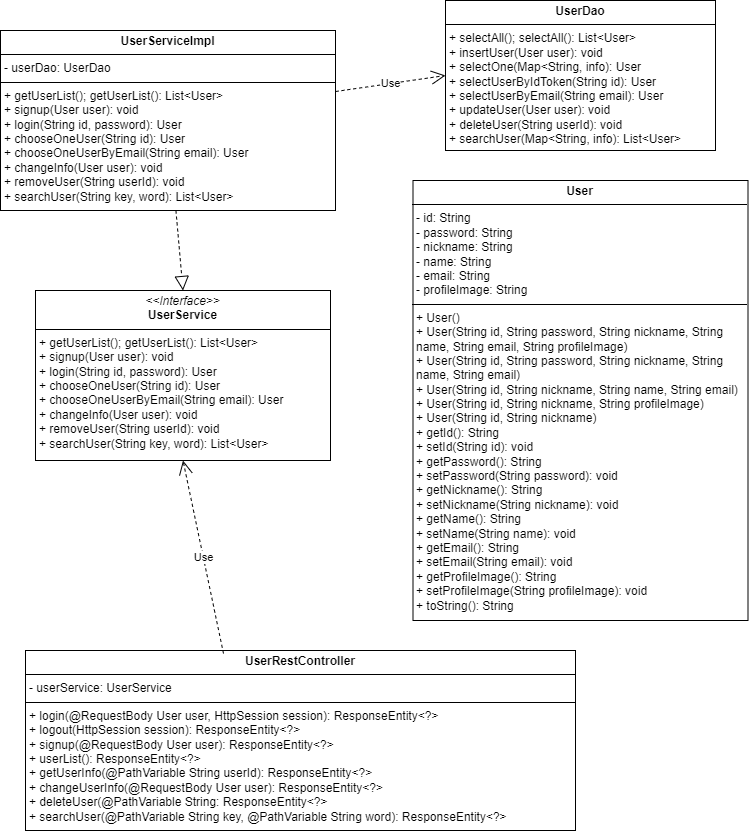 UserDao
+ selectAll(); selectAll(): List<User>
+ insertUser(User user): void
+ selectOne(Map<String, info): User
+ selectUserByIdToken(String id): User
+ selectUserByEmail(String email): User
+ updateUser(User user): void
+ deleteUser(String userId): void
+ searchUser(Map<String, info): List<User>
UserServiceImpl
- userDao: UserDao
+ getUserList(); getUserList(): List<User>
+ signup(User user): void
+ login(String id, password): User
+ chooseOneUser(String id): User
+ chooseOneUserByEmail(String email): User
+ changeInfo(User user): void
+ removeUser(String userId): void
+ searchUser(String key, word): List<User>
Use
User
- id: String
- password: String
- nickname: String
- name: String
- email: String
- profileImage: String
+ User()
+ User(String id, String password, String nickname, String
name, String email, String profileImage)
+ User(String id, String password, String nickname, String
name, String email)
+ User(String id, String nickname, String name, String email)
+ User(String id, String nickname, String profileImage)
+ User(String id, String nickname)
+ getId(): String
+ setId(String id): void
+ getPassword(): String
+ setPassword(String password): void
+ getNickname(): String
+ setNickname(String nickname): void
+ getName(): String
+ setName(String name): void
+ getEmail(): String
+ setEmail(String email): void
+ getProfileImage(): String
+ setProfileImage(String profileImage): void
+ toString(): String
<<Interface>>
UserService
+ getUserList(); getUserList(): List<User>
+ signup(User user): void
+ login(String id, password): User
+ chooseOneUser(String id): User
+ chooseOneUserByEmail(String email): User
+ changeInfo(User user): void
+ removeUser(String userId): void
+ searchUser(String key, word): List<User>
Use
UserRestController
- userService: UserService
+ login(@RequestBody User user, HttpSession session): ResponseEntity<?>
+ logout(HttpSession session): ResponseEntity<?>
+ signup(@RequestBody User user): ResponseEntity<?>
+ userList(): ResponseEntity<?>
+ getUserInfo(@PathVariable String userId): ResponseEntity<?>
+ changeUserInfo(@RequestBody User user): ResponseEntity<?>
+ deleteUser(@PathVariable String: ResponseEntity<?>
+ searchUser(@PathVariable String key, @PathVariable String word): ResponseEntity<?>